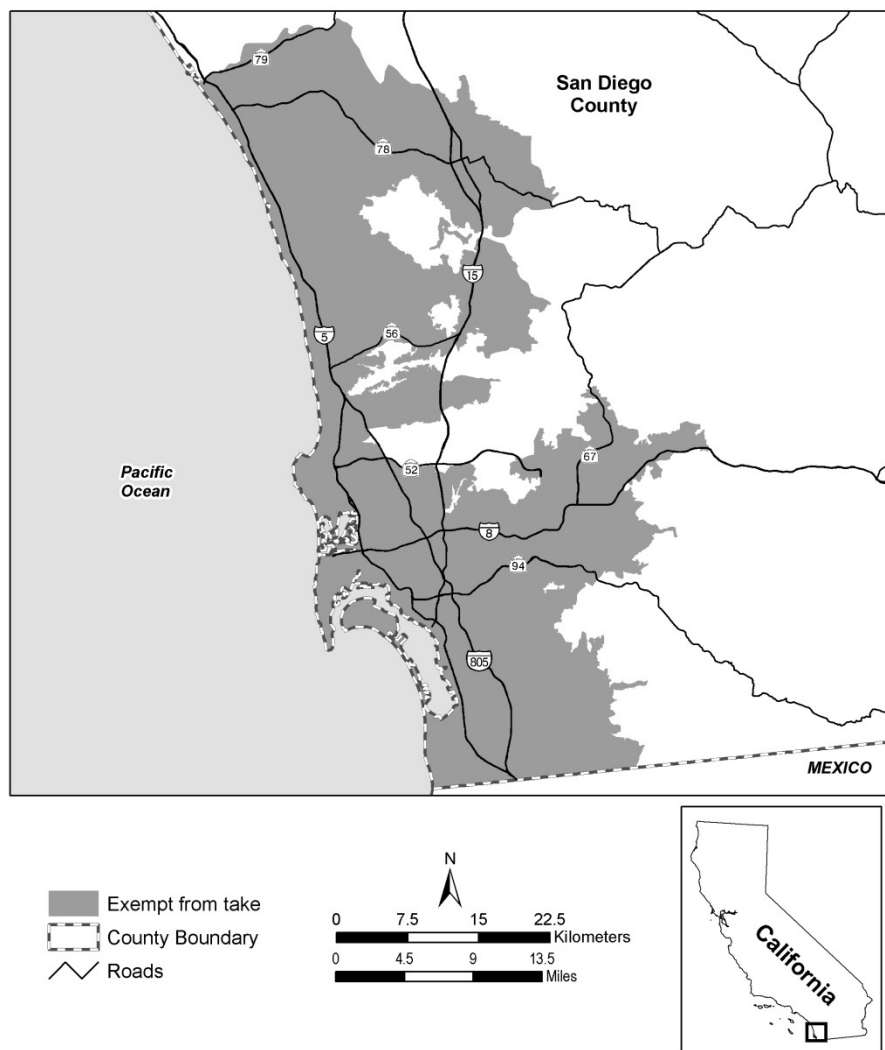 79
San Diego
County
78
15
5
56
67
52
Pacific
Ocean
8
94
805
MEXICO
N
Exempt from take
County Boundary
Roads
0 7.5 15 22.5
Kilometers
0 4.5 9 13.5
Miles
California